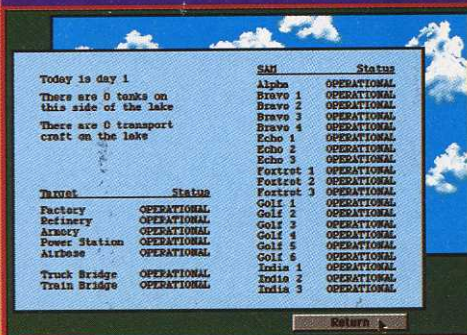 Today is day 1
There are 0 tanks on
this side of the lake
There are 0 transport
craft on the lake
Target Status
Factory OPERATIONAL
Refinery OPERATIONAL
Armory OPERATIONAL
Power Station OPERATIONAL
Airbase OPERATIONAL
Truck Bridge OPERATIONAL
Train Bridge OPERATIONAL
SAM Status
Alpha OPERATIONAL
Bravo 1 OPERATIONAL
Bravo 2 OPERATIONAL
Bravo 3 OPERATIONAL
Bravo 4 OPERATIONAL
Echo 1 OPERATIONAL
Echo 2 OPERATIONAL
Echo 3 OPERATIONAL
Foxtrot 1 OPERATIONAL
Foxtrot 2 OPERATIONAL
Foxtrot 3 OPERATIONAL
Golf 1 OPERATIONAL
Golf 2 OPERATIONAL
Golf 3 OPERATIONAL
Golf 4 OPERATIONAL
Golf 5 OPERATIONAL
Golf 6 OPERATIONAL
India 1 OPERATIONAL
India 2 OPERATIONAL
India 3 OPERATIONAL
Return